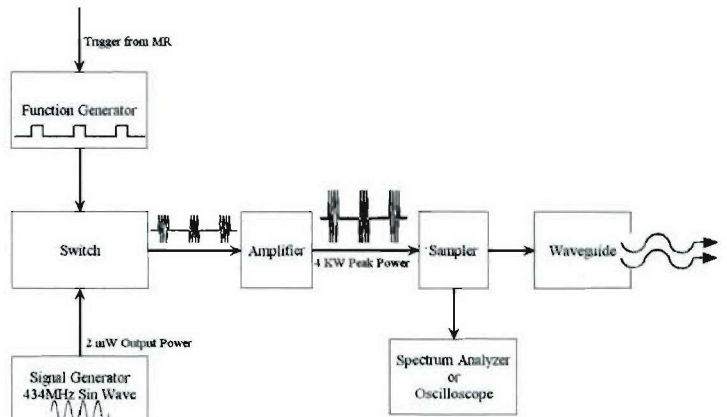 Trigger from MR
Function Generator
Switch
Amplifier
4 KW Peak Power
Sampler
Waveguide
2 mW Output Power
Signal Generator
434MHz Sin Wave
Spectrum Analyzer
or
Oscilloscope